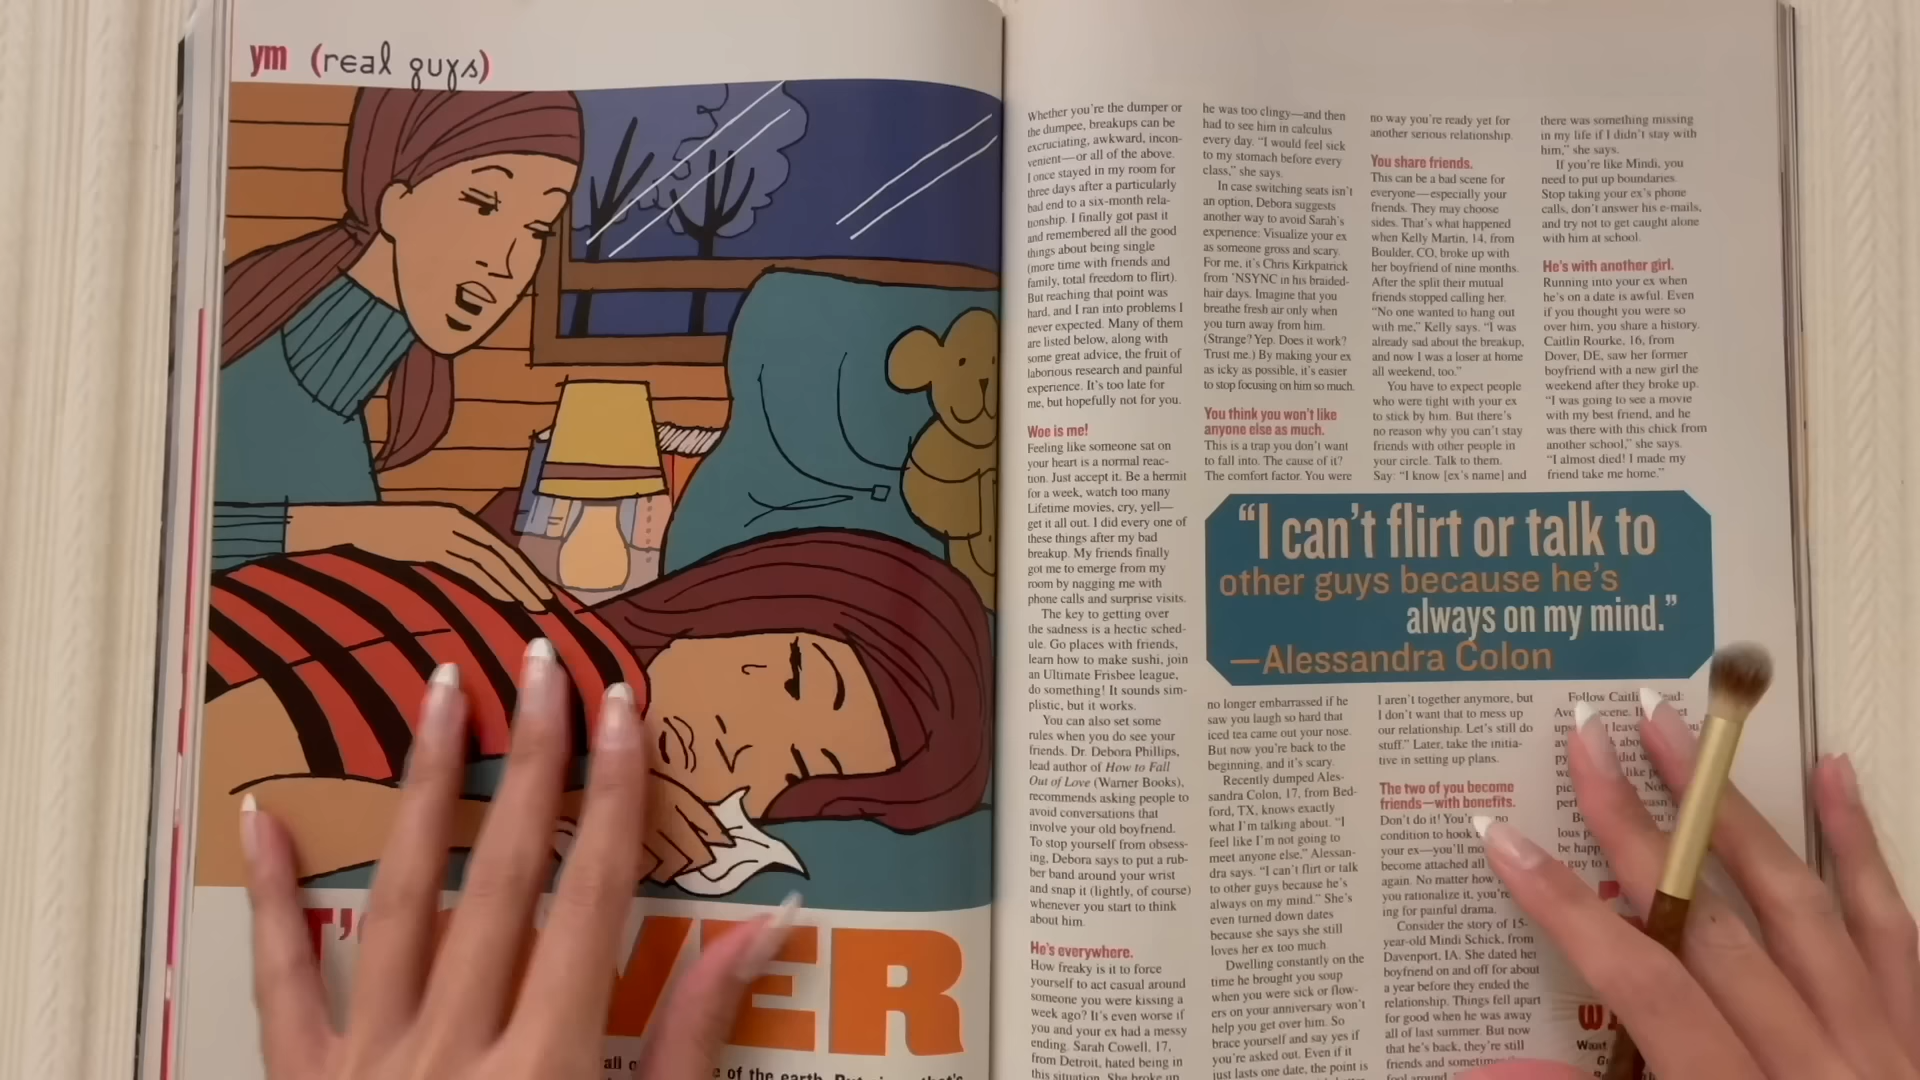 ym (real guys)
OVER
all
of the earth. But
Whether you're the dumper or
the dumpee, breakups can be
excruciating, awkward, incon-
venient—or all of the above.
I once stayed in my room for
three days after a particularly
bad end to a six-month rela-
tionship. I finally got past it
and remembered all the good
things about being single
(more time with friends and
family, total freedom to flirt).
But reaching that point was
hard, and I ran into problems I
never expected. Many of them
are listed below, along with
some great advice, the fruit of
laborious research and painful
experience. It's too late for
me, but hopefully not for you.
Woe is me!
Feeling like someone sat on
your heart is a normal reac-
tion. Just accept it. Be a hermit
for a week, watch too many
Lifetime movies, cry, yell—
get it all out. I did every one of
these things after my bad
breakup. My friends finally
got me to emerge from my
room by nagging me with
phone calls and surprise visits.
The key to getting over
the sadness is a hectic sched-
ule. Go places with friends,
learn how to make sushi, join
an Ultimate Frisbee league,
do something! It sounds sim-
plistic, but it works.
You can also set some
rules when you do see your
friends. Dr. Debora Phillips,
lead author of How to Fall
Out of Love (Warner Books),
recommends asking people to
avoid conversations that
involve your old boyfriend.
To stop yourself from obsess-
ing, Debora says to put a rub-
ber band around your wrist
and snap it (lightly, of course)
whenever you start to think
about him.
He's everywhere.
How freaky is it to force
yourself to act casual around
someone you were kissing a
week ago? It's even worse if
you and your ex had a messy
ending. Sarah Cowell, 17,
from Detroit, hated being in
this situation. She broke up
he was too clingy—and then
had to see him in calculus
every day. "I would feel sick
to my stomach before every
class," she says.
In case switching seats isn't
an option, Debora suggests
another way to avoid Sarah's
experience: Visualize your ex
as someone gross and scary.
For me, it's Chris Kirkpatrick
from 'NSYNC in his braided-
hair days. Imagine that you
breathe fresh air only when
you turn away from him.
(Strange? Yep. Does it work?
Trust me.) By making your ex
as icky as possible, it's easier
to stop focusing on him so much.
You think you won't like
anyone else as much.
This is a trap you don't want
to fall into. The cause of it?
The comfort factor. You were
no longer embarrassed if he
saw you laugh so hard that
iced tea came out your nose.
But now you're back to the
beginning, and it's scary.
Recently dumped Ales-
sandra Colon, 17, from Bed-
ford, TX, knows exactly
what I'm talking about. "I
feel like I'm not going to
meet anyone else," Alessan-
dra says. "I can't flirt or talk
to other guys because he's
always on my mind." She's
even turned down dates
because she says she still
loves her ex too much
Dwelling constantly on the
time he brought you soup
when you were sick or flow-
ers on your anniversary won't
help you get over him. So
brace yourself and say yes if
you're asked out. Even if it
just lasts one date, the point is
no way you're ready yet for
another serious relationship.
You share friends.
This can be a bad scene for
everyone—especially your
friends. They may choose
sides. That's what happened
when Kelly Martin, 14, from
Boulder, CO, broke up with
her boyfriend of nine months.
After the split their mutual
friends stopped calling her.
"No one wanted to hang out
with me," Kelly says. "I was
already sad about the breakup,
and now I was a loser at home
all weekend, too."
You have to expect people
who were tight with your ex
to stick by him. But there's
no reason why you can't stay
friends with other people in
your circle. Talk to them.
Say: "I know [ex's name] and
I aren't together anymore, but
I don't want that to mess up
our relationship. Let's still do
stuff." Later, take the initia-
tive in setting up plans.
The two of you become
friends—with benefits.
Don't do it! You're no
condition to hook
your ex—you'll
become attached all
again. No matter how
you rationalize it, you're
ing for painful drama.
Consider the story of 15-
year-old Mindi Schick, from
Davenport, IA. She dated her
boyfriend on and off for about
a year before they ended the
relationship. Things fell apart
for good when he was away
all of last summer. But now
that he's back, they're still
friends and sometimes
fool around
there was something missing
in my life if I didn't stay with
him," she says.
If you're like Mindi, you
need to put up boundaries.
Stop taking your ex's phone
calls, don't answer his e-mails,
and try not to get caught alone
with him at school.
He's with another girl.
Running into your ex when
he's on a date is awful. Even
if you thought you were so
over him, you share a history.
Caitlin Rourke, 16, from
Dover, DE, saw her former
boyfriend with a new girl the
weekend after they broke up.
"I was going to see a movie
with my best friend, and he
was there with this chick from
another school," she says.
"I almost died! I made my
friend take me home."
Follow Caitlin's lead:
scene. If
leave
did
like
be happ
guy to
Want
"I can't flirt or talk to
other guys because he's
always on my mind."
—Alessandra Colon